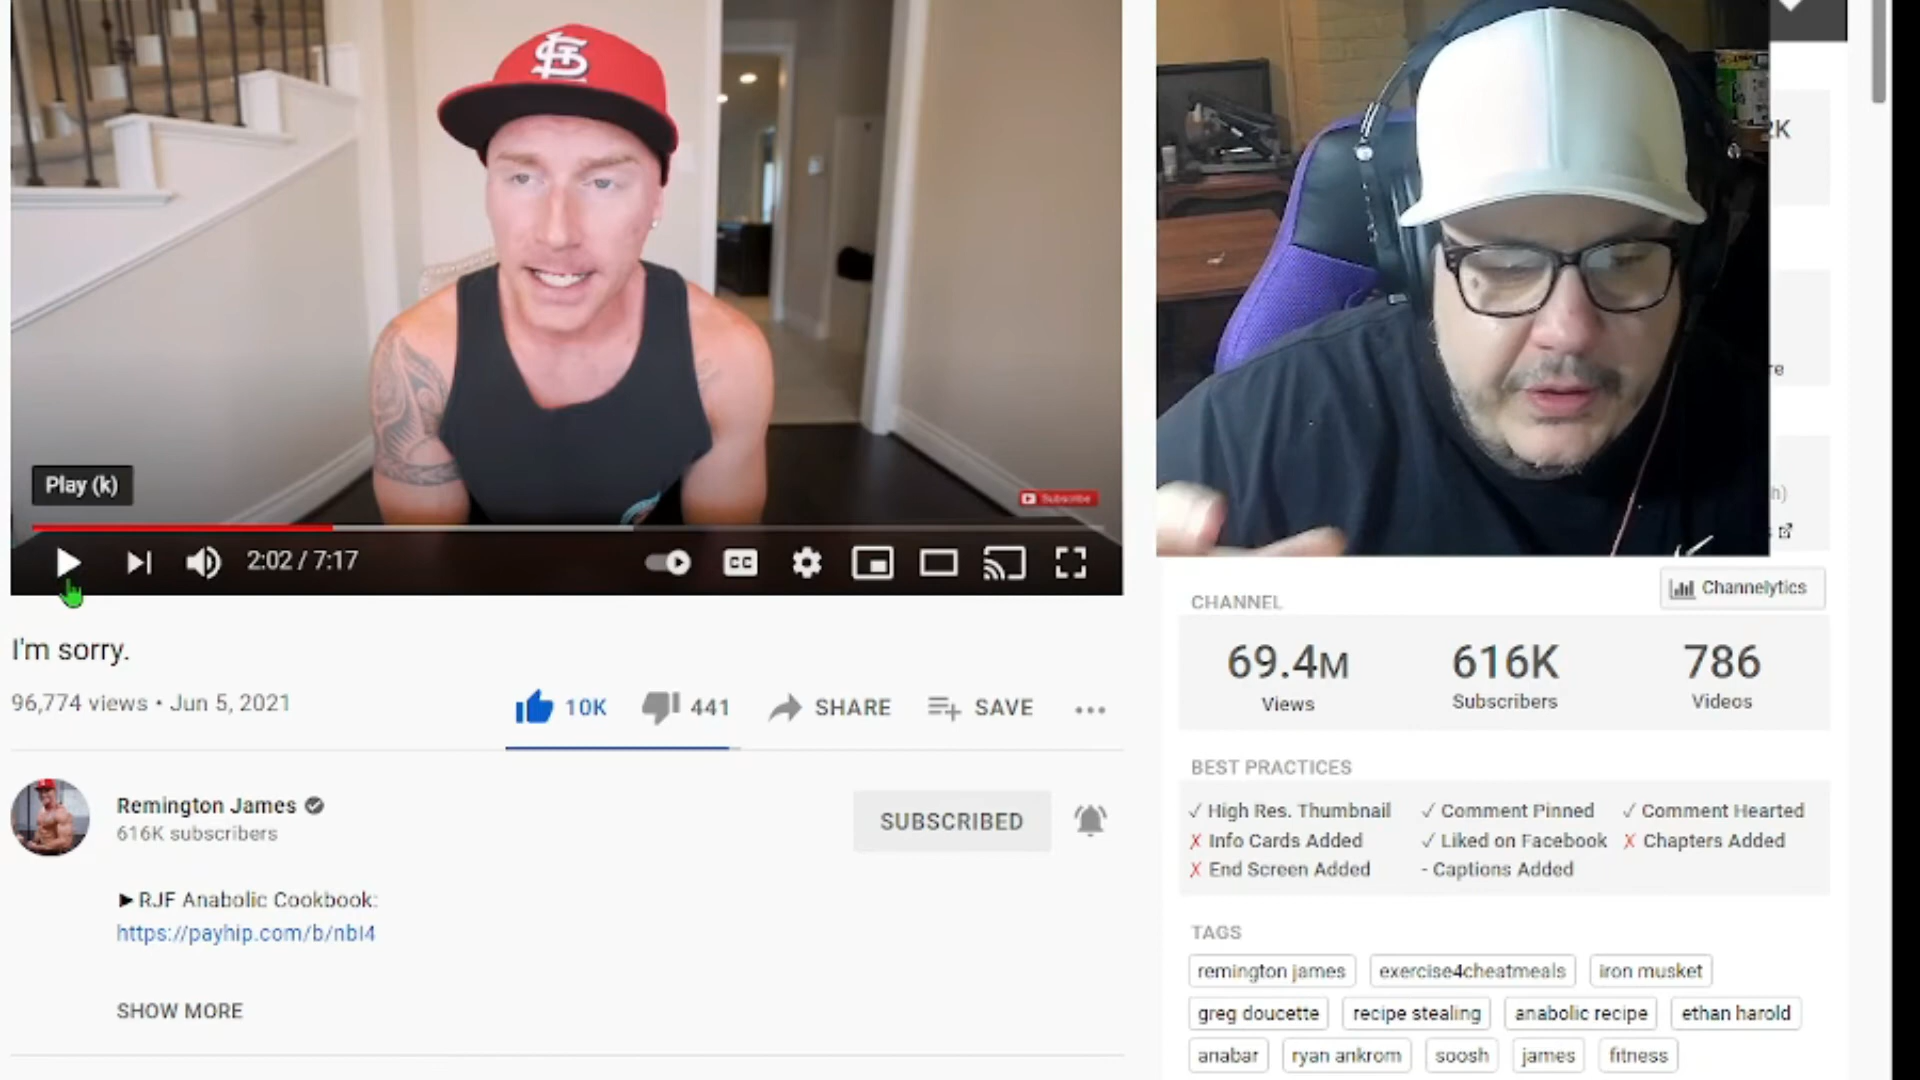 STL
Play (k)
Subscribe
2:02 / 7:17
CC
I'm sorry.
96,774 views • Jun 5, 2021
10K
441
SHARE
SAVE
Remington James
616K subscribers
SUBSCRIBED
►RJF Anabolic Cookbook:
https://payhip.com/b/nbI4
SHOW MORE
CHANNEL
Channelytics
69.4M
616K
786
Views
Subscribers
Videos
BEST PRACTICES
✓ High Res. Thumbnail ✓ Comment Pinned ✓ Comment Hearted
✗ Info Cards Added ✓ Liked on Facebook ✗ Chapters Added
✗ End Screen Added - Captions Added
TAGS
remington james exercise4cheatmeals iron musket
greg doucette recipe stealing anabolic recipe ethan harold
anabar ryan ankrom soosh james fitness